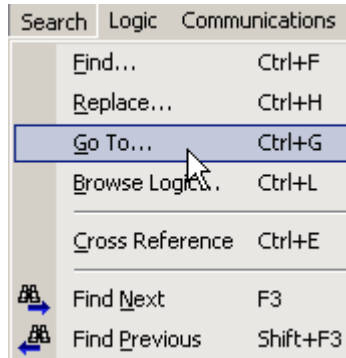 Search Logic Communications
Find... Ctrl+F
Replace... Ctrl+H
Go To... Ctrl+G
Browse Logic... Ctrl+L
Cross Reference Ctrl+E
Find Next F3
Find Previous Shift+F3